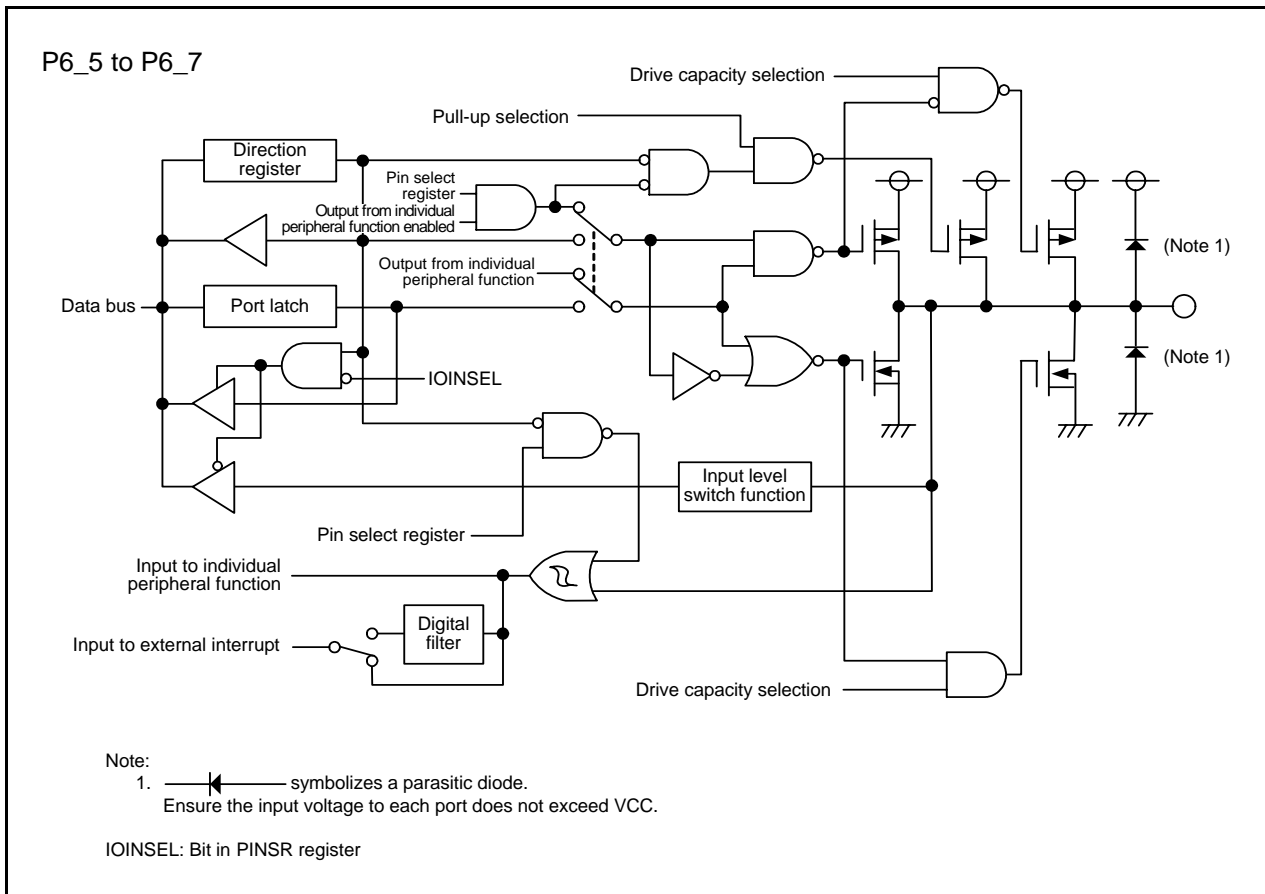 P6_5 to P6_7
Drive capacity selection
Pull-up selection
Direction
register
Pin select
register
Output from individual
peripheral function enabled
Output from individual
peripheral function
(Note 1)
Data bus
Port latch
(Note 1)
IOINSEL
Input level
switch function
Pin select register
Input to individual
peripheral function
Digital
filter
Input to external interrupt
Drive capacity selection
Note:
1. symbolizes a parasitic diode.
Ensure the input voltage to each port does not exceed VCC.
IOINSEL: Bit in PINSR register